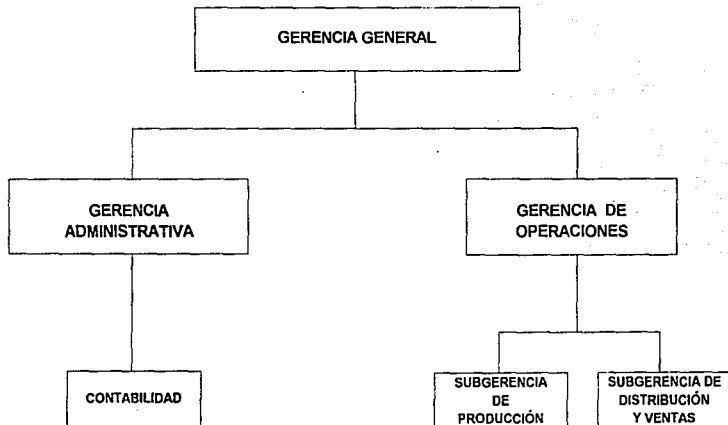 GERENCIA GENERAL
GERENCIA
ADMINISTRATIVA
GERENCIA DE
OPERACIONES
CONTABILIDAD
SUBGERENCIA
DE
PRODUCCIÓN
SUBGERENCIA DE
DISTRIBUCIÓN
Y VENTAS